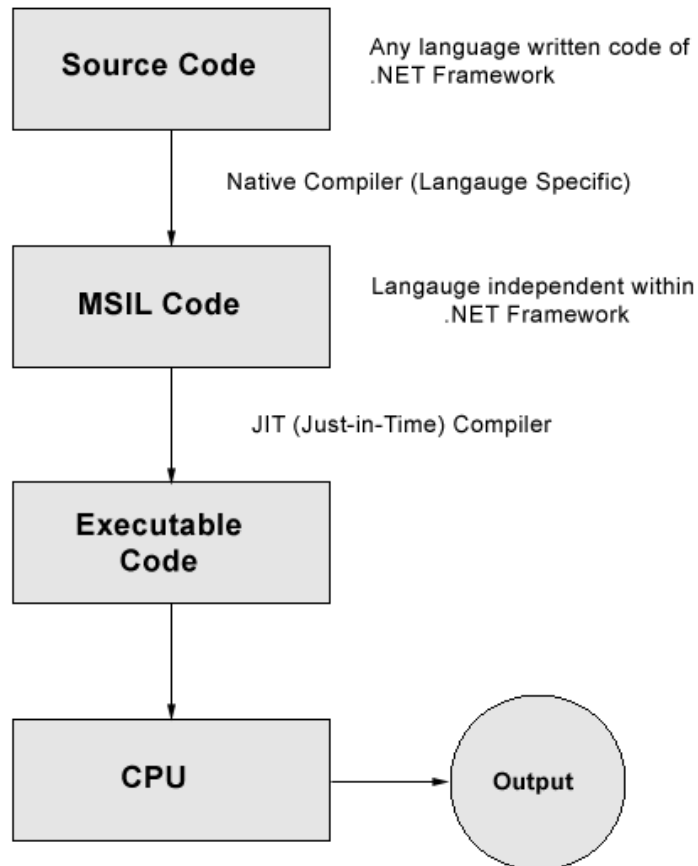 Source Code
Any language written code of
.NET Framework
Native Compiler (Langauge Specific)
MSIL Code
Langauge independent within
.NET Framework
JIT (Just-in-Time) Compiler
Executable
Code
CPU
Output